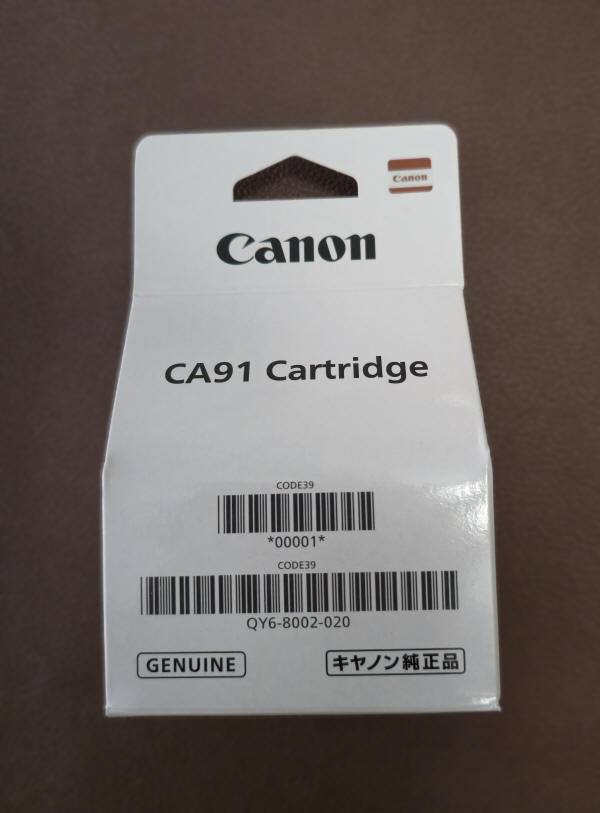 Canon
Canon
CA91 Cartridge
CODE39
*00001*
CODE39
QY6-8002-020
GENUINE
キヤノン純正品